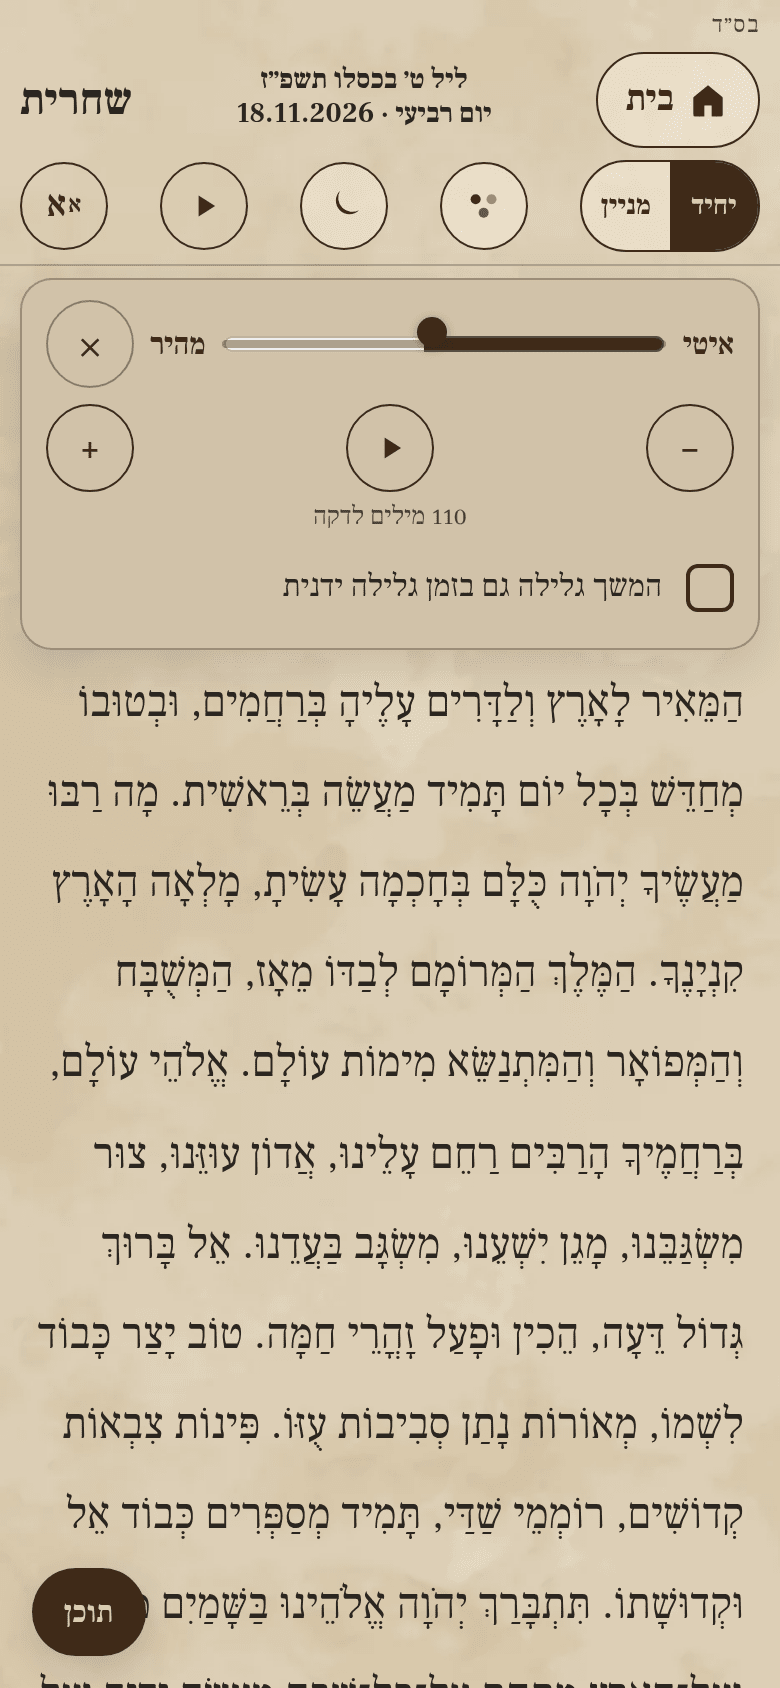 בס״ד
בית
ליל ט׳ בכסלו תשפ״ז
יום רביעי · 18.11.2026
שחרית
יחיד
מניין
אא
איטי
מהיר
×
−
+
110 מילים לדקה
המשך גלילה גם בזמן גלילה ידנית
הַמֵּאִיר לָאָרֶץ וְלַדָּרִים עָלֶיהָ בְּרַחֲמִים, וּבְטוּבוֹ
מְחַדֵּשׁ בְּכָל יוֹם תָּמִיד מַעֲשֵׂה בְּרֵאשִׁית. מָה רַבּוּ
מַעֲשֶׂיךָ יְהֹוָה כֻּלָּם בְּחָכְמָה עָשִׂיתָ, מָלְאָה הָאָרֶץ
קִנְיָנֶךָ. הַמֶּלֶךְ הַמְּרוֹמָם לְבַדּוֹ מֵאָז, הַמְּשֻׁבָּח
וְהַמְּפוֹאָר וְהַמִּתְנַשֵּׂא מִימוֹת עוֹלָם. אֱלֹהֵי עוֹלָם,
בְּרַחֲמֶיךָ הָרַבִּים רַחֵם עָלֵינוּ, אֲדוֹן עוּזֵּנוּ, צוּר
מִשְׂגַּבֵּנוּ, מָגֵן יִשְׁעֵנוּ, מִשְׂגָּב בַּעֲדֵנוּ. אֵל בָּרוּךְ
גְּדוֹל דֵּעָה, הֵכִין וּפָעַל זָהֳרֵי חַמָּה. טוֹב יָצַר כָּבוֹד
לִשְׁמוֹ, מְאוֹרוֹת נָתַן סְבִיבוֹת עֻזּוֹ. פִּינוֹת צִבְאוֹת
קְדוֹשִׁים, רוֹמְמֵי שַׁדַּי, תָּמִיד מְסַפְּרִים כְּבוֹד אֵל
וּקְדוּשָׁתוֹ. תִּתְבָּרַךְ יְהֹוָה אֱלֹהֵינוּ בַּשָּׁמַיִם
תוכן